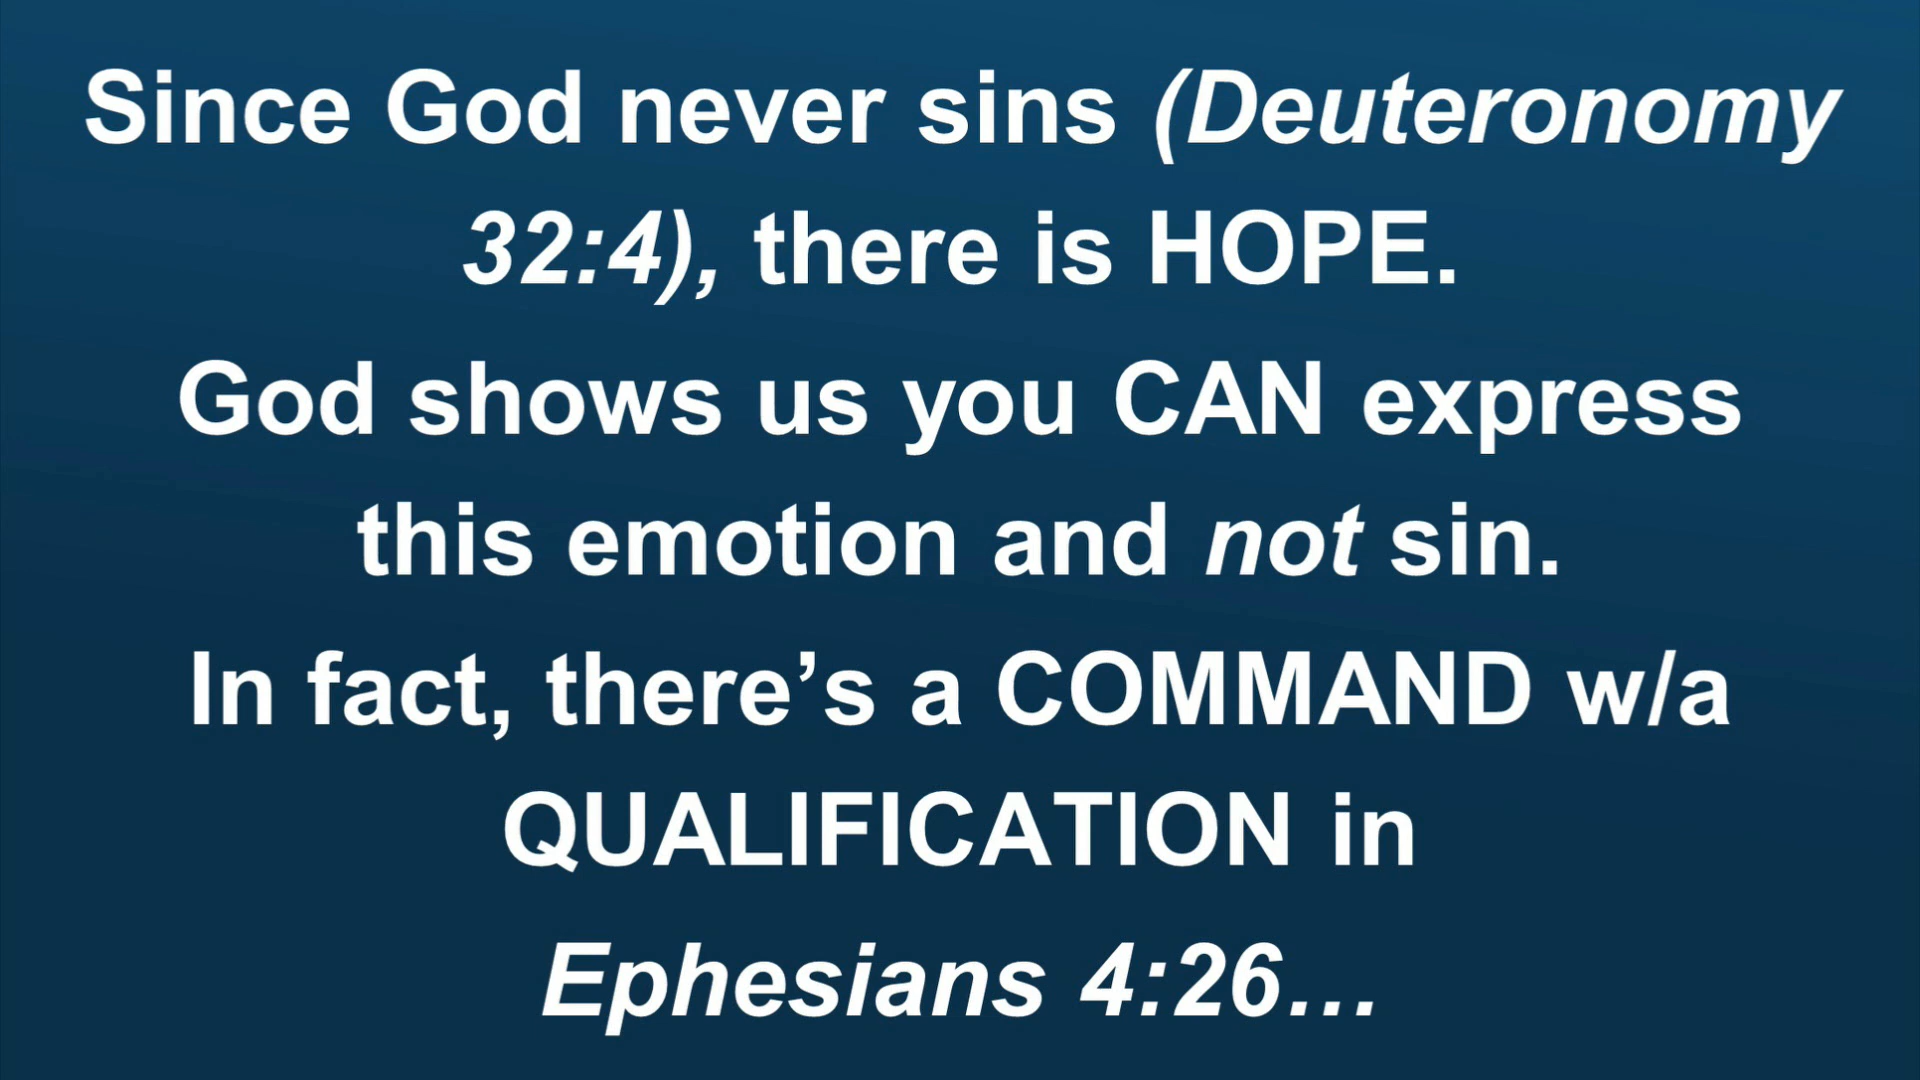 Since God never sins (Deuteronomy
32:4), there is HOPE.
God shows us you CAN express
this emotion and not sin.
In fact, there’s a COMMAND w/a
QUALIFICATION in
Ephesians 4:26…